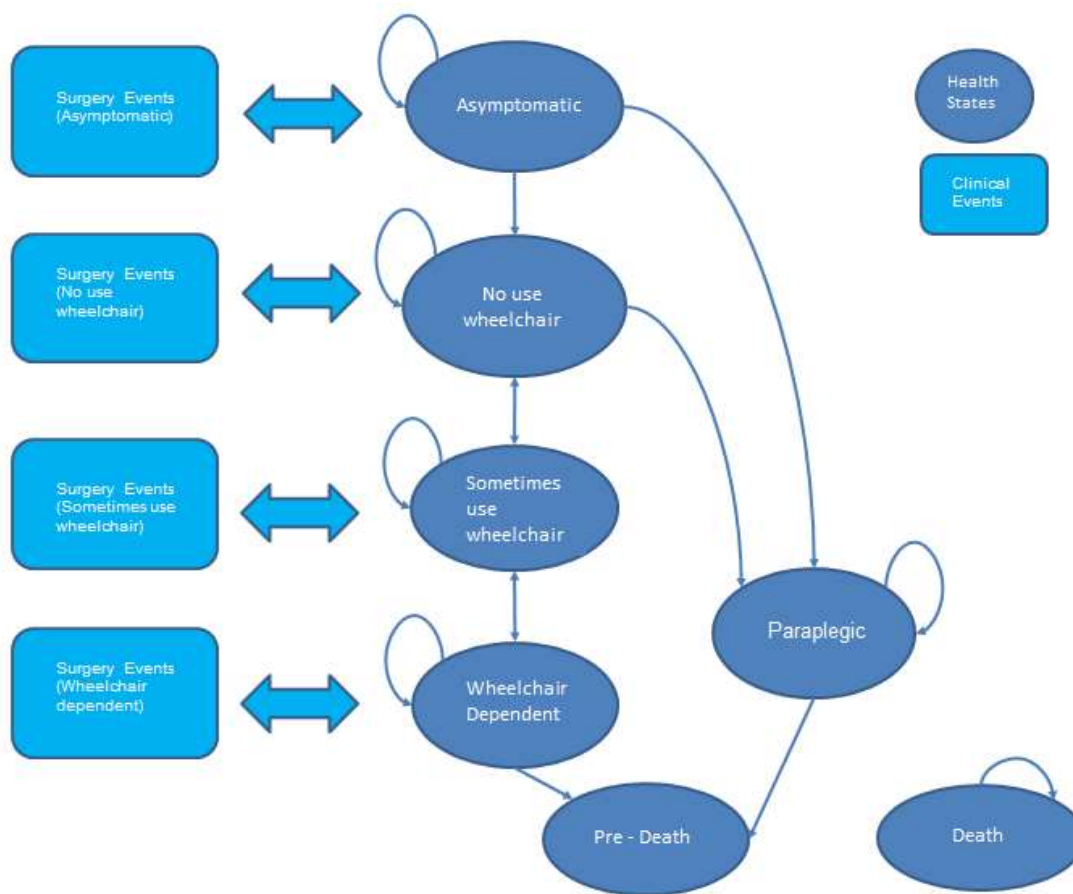 Surgery Events
(Asymptomatic)
Asymptomatic
Health
States
Clinical
Events
Surgery Events
(No use
wheelchair)
No use
wheelchair
Surgery Events
(Sometimes use
wheelchair)
Sometimes
use
wheelchair
Surgery Events
(Wheelchair
dependent)
Wheelchair
Dependent
Paraplegic
Pre - Death
Death